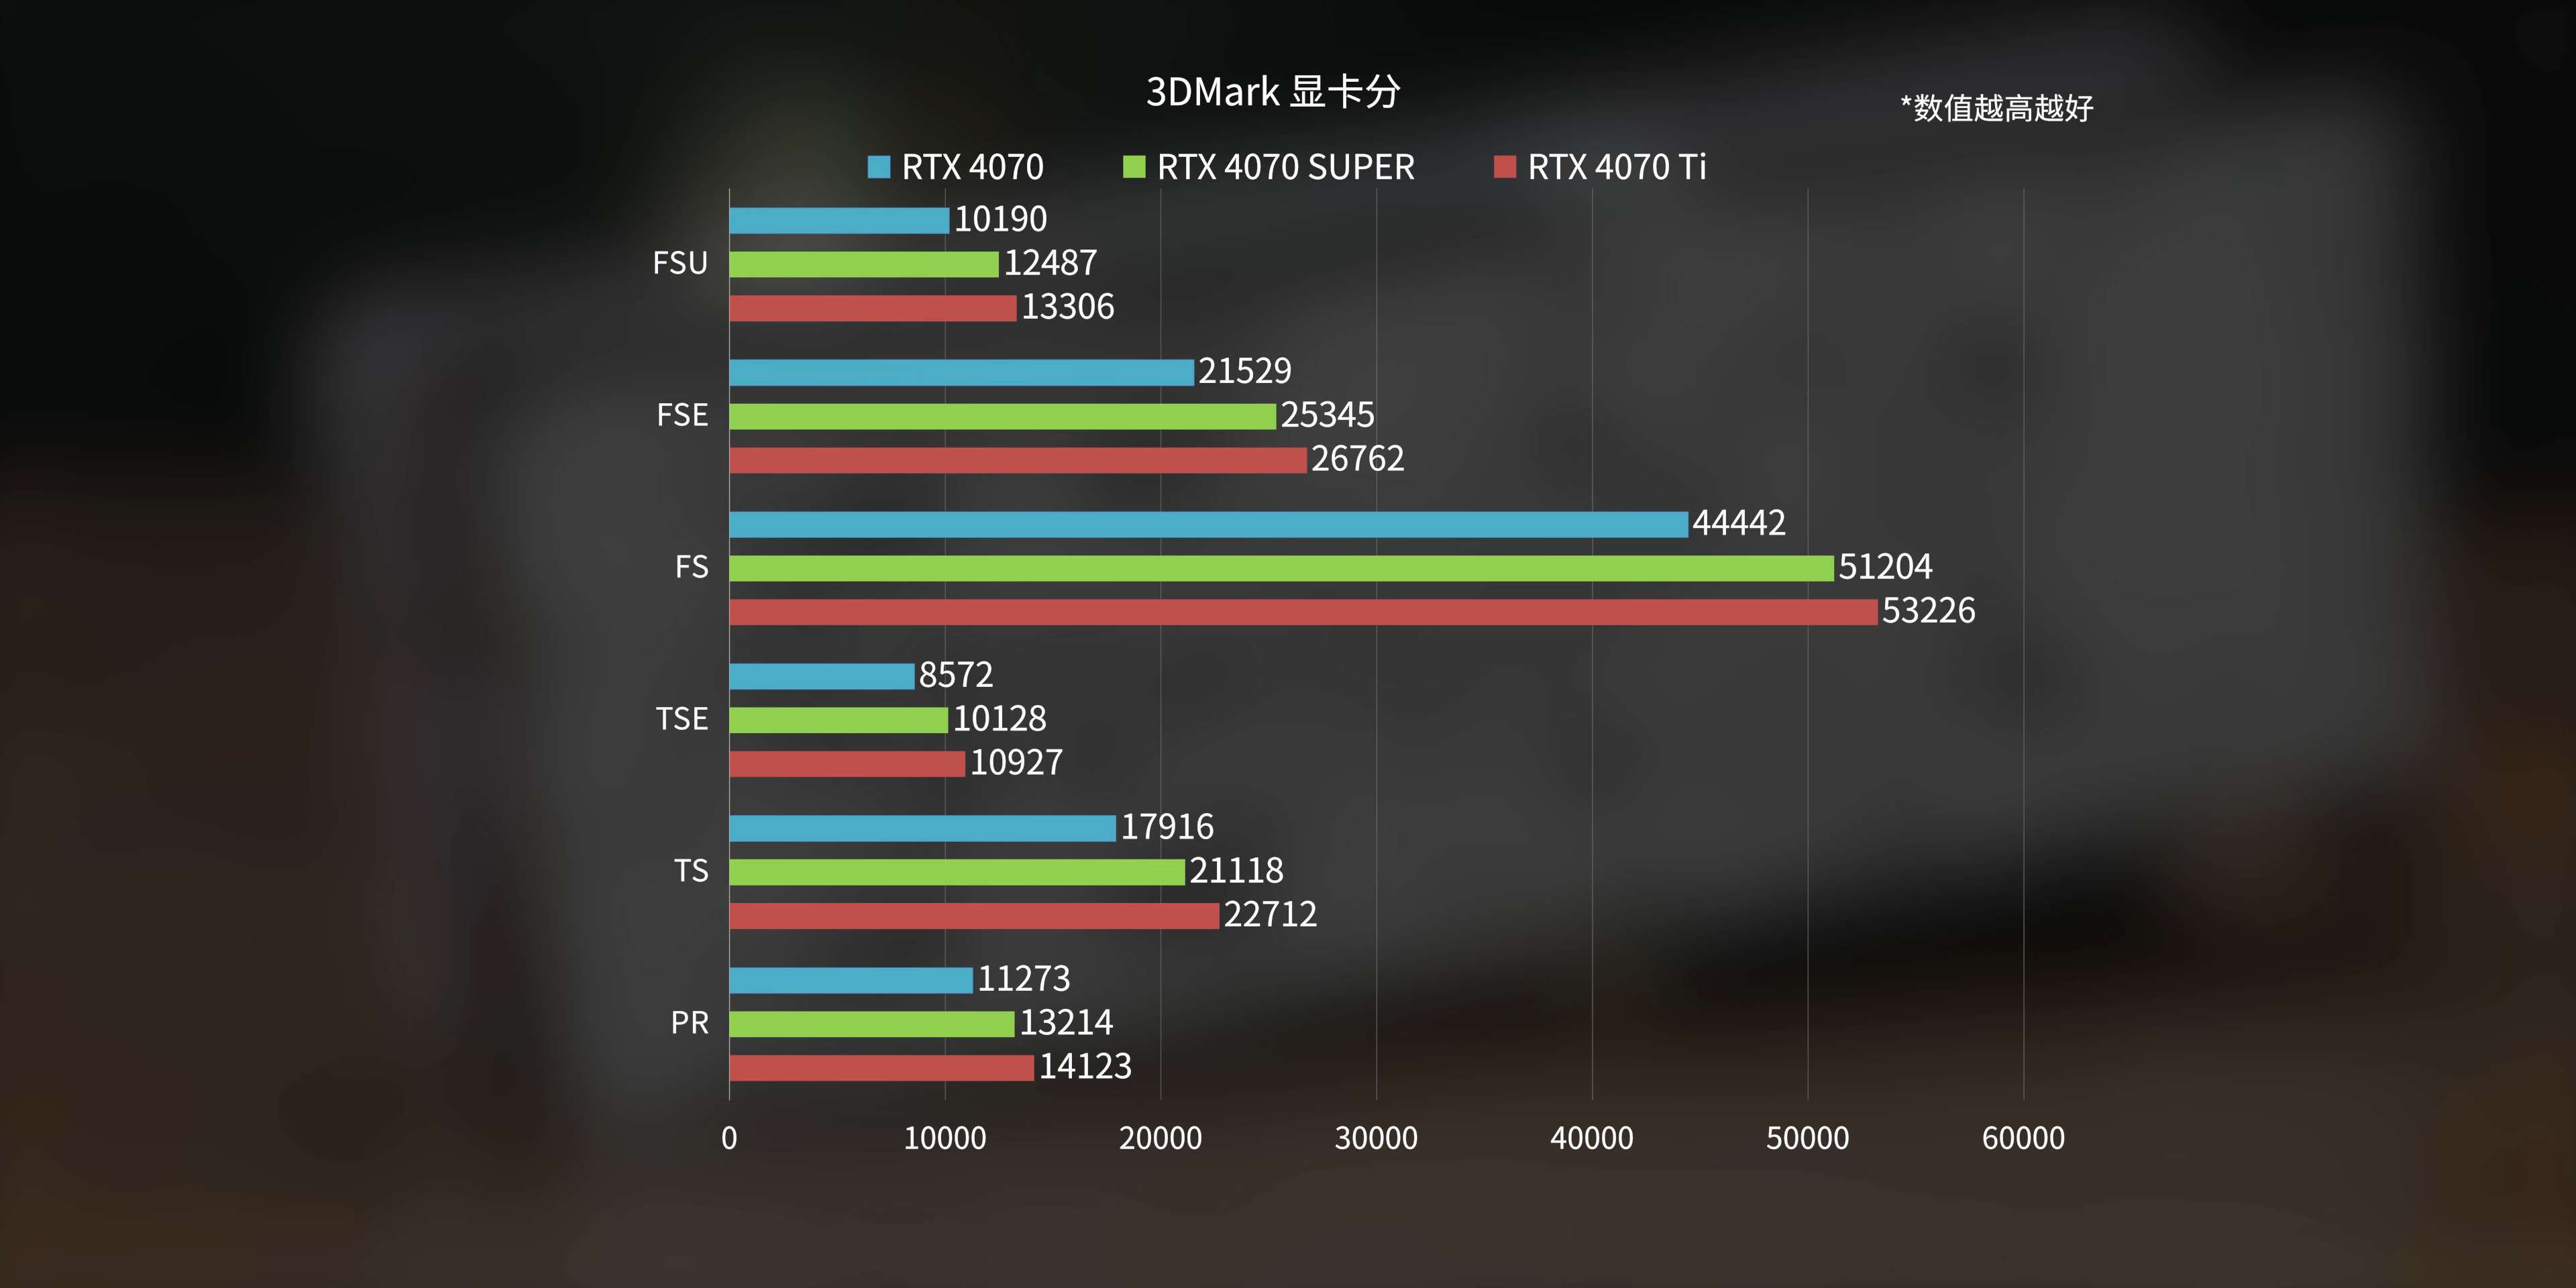 3DMark 显卡分
*数值越高越好
RTX 4070 RTX 4070 SUPER RTX 4070 Ti
FSU
10190
12487
13306
FSE
21529
25345
26762
FS
44442
51204
53226
TSE
8572
10128
10927
TS
17916
21118
22712
PR
11273
13214
14123
0 10000 20000 30000 40000 50000 60000